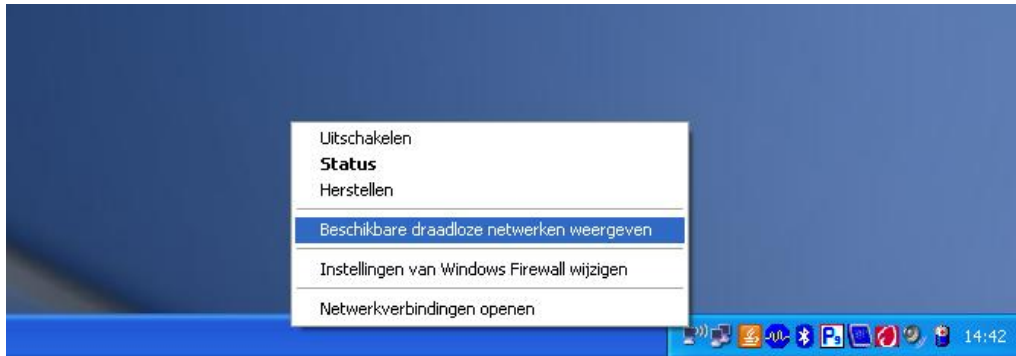 Uitschakelen
Status
Herstellen
Beschikbare draadloze netwerken weergeven
Instellingen van Windows Firewall wijzigen
Netwerkverbindingen openen
14:42